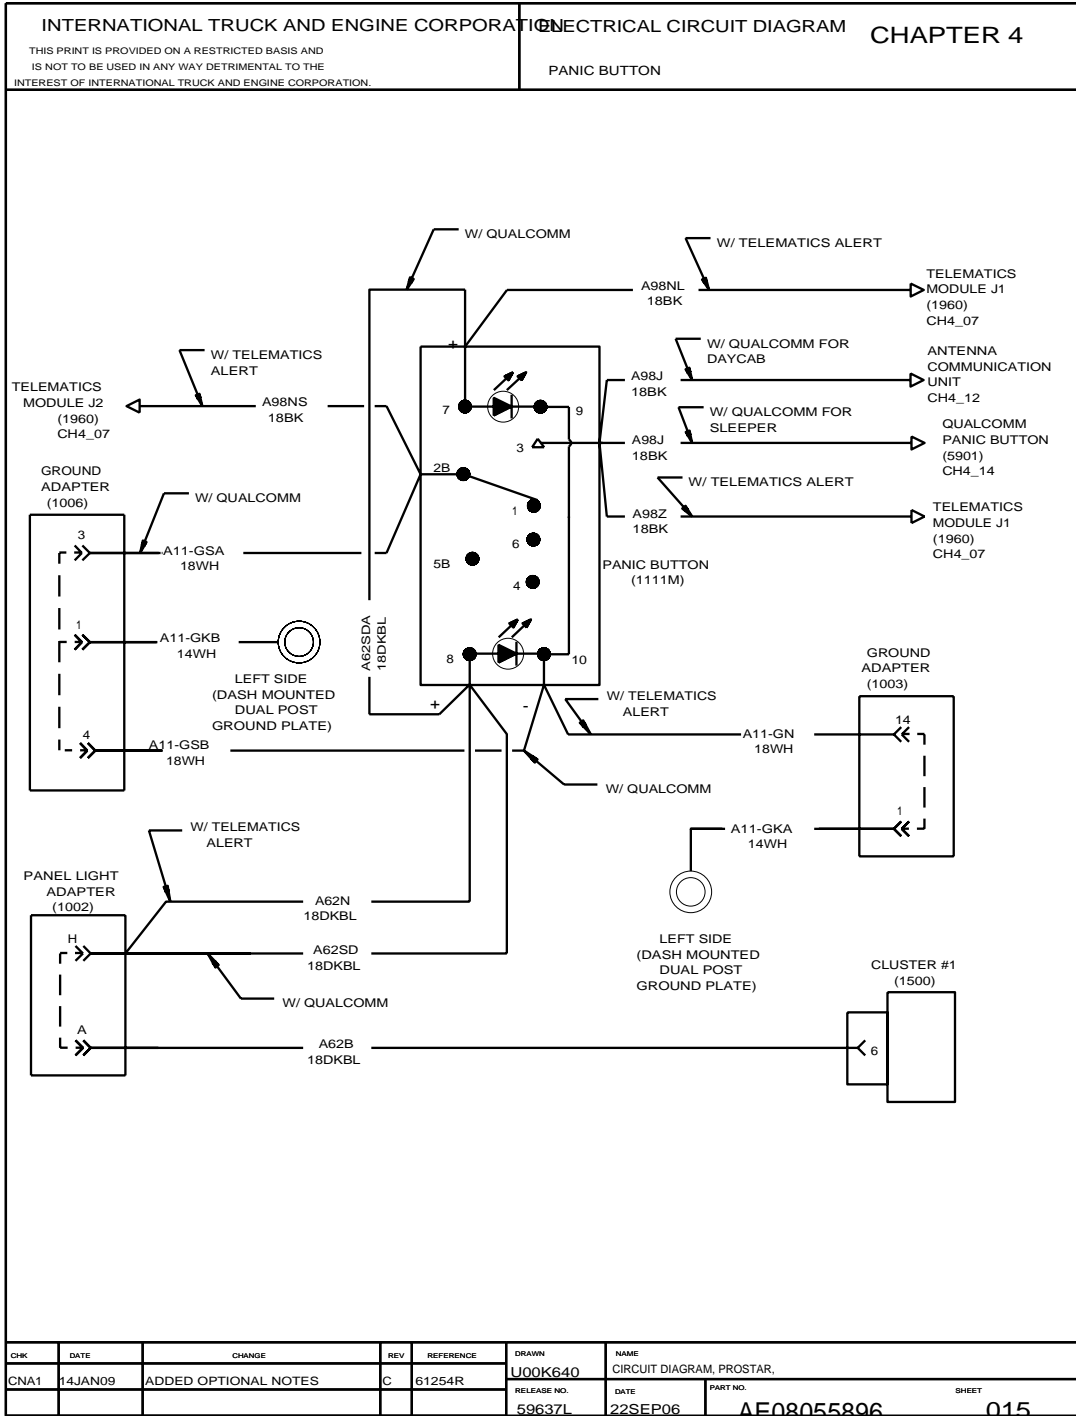 INTERNATIONAL TRUCK AND ENGINE CORPORATION
ELECTRICAL CIRCUIT DIAGRAM
CHAPTER 4
THIS PRINT IS PROVIDED ON A RESTRICTED BASIS AND
IS NOT TO BE USED IN ANY WAY DETRIMENTAL TO THE
INTEREST OF INTERNATIONAL TRUCK AND ENGINE CORPORATION.
PANIC BUTTON
W/ QUALCOMM
W/ TELEMATICS ALERT
A98NL
18BK
TELEMATICS
MODULE J1
(1960)
CH4_07
W/ TELEMATICS
ALERT
W/ QUALCOMM FOR
DAYCAB
A98J
18BK
ANTENNA
COMMUNICATION
UNIT
CH4_12
TELEMATICS
MODULE J2
(1960)
CH4_07
A98NS
18BK
+
7
9
3
W/ QUALCOMM FOR
SLEEPER
A98J
18BK
QUALCOMM
PANIC BUTTON
(5901)
CH4_14
GROUND
ADAPTER
(1006)
W/ QUALCOMM
2B
1
6
5B
4
W/ TELEMATICS ALERT
A98Z
18BK
TELEMATICS
MODULE J1
(1960)
CH4_07
3
A11-GSA
18WH
PANIC BUTTON
(1111M)
1
A11-GKB
14WH
A62SDA
18DKBL
8
10
LEFT SIDE
(DASH MOUNTED
DUAL POST
GROUND PLATE)
+
-
GROUND
ADAPTER
(1003)
W/ TELEMATICS
ALERT
4
A11-GSB
18WH
A11-GN
18WH
14
W/ QUALCOMM
W/ TELEMATICS
ALERT
A11-GKA
14WH
1
PANEL LIGHT
ADAPTER
(1002)
A62N
18DKBL
H
A62SD
18DKBL
LEFT SIDE
(DASH MOUNTED
DUAL POST
GROUND PLATE)
W/ QUALCOMM
CLUSTER #1
(1500)
A
A62B
18DKBL
6
CHK
DATE
CHANGE
REV
REFERENCE
DRAWN
NAME
CNA1
14JAN09
ADDED OPTIONAL NOTES
C
61254R
U00K640
CIRCUIT DIAGRAM, PROSTAR,
RELEASE NO.
DATE
PART NO.
SHEET
59637L
22SEP06
AE08055896
015